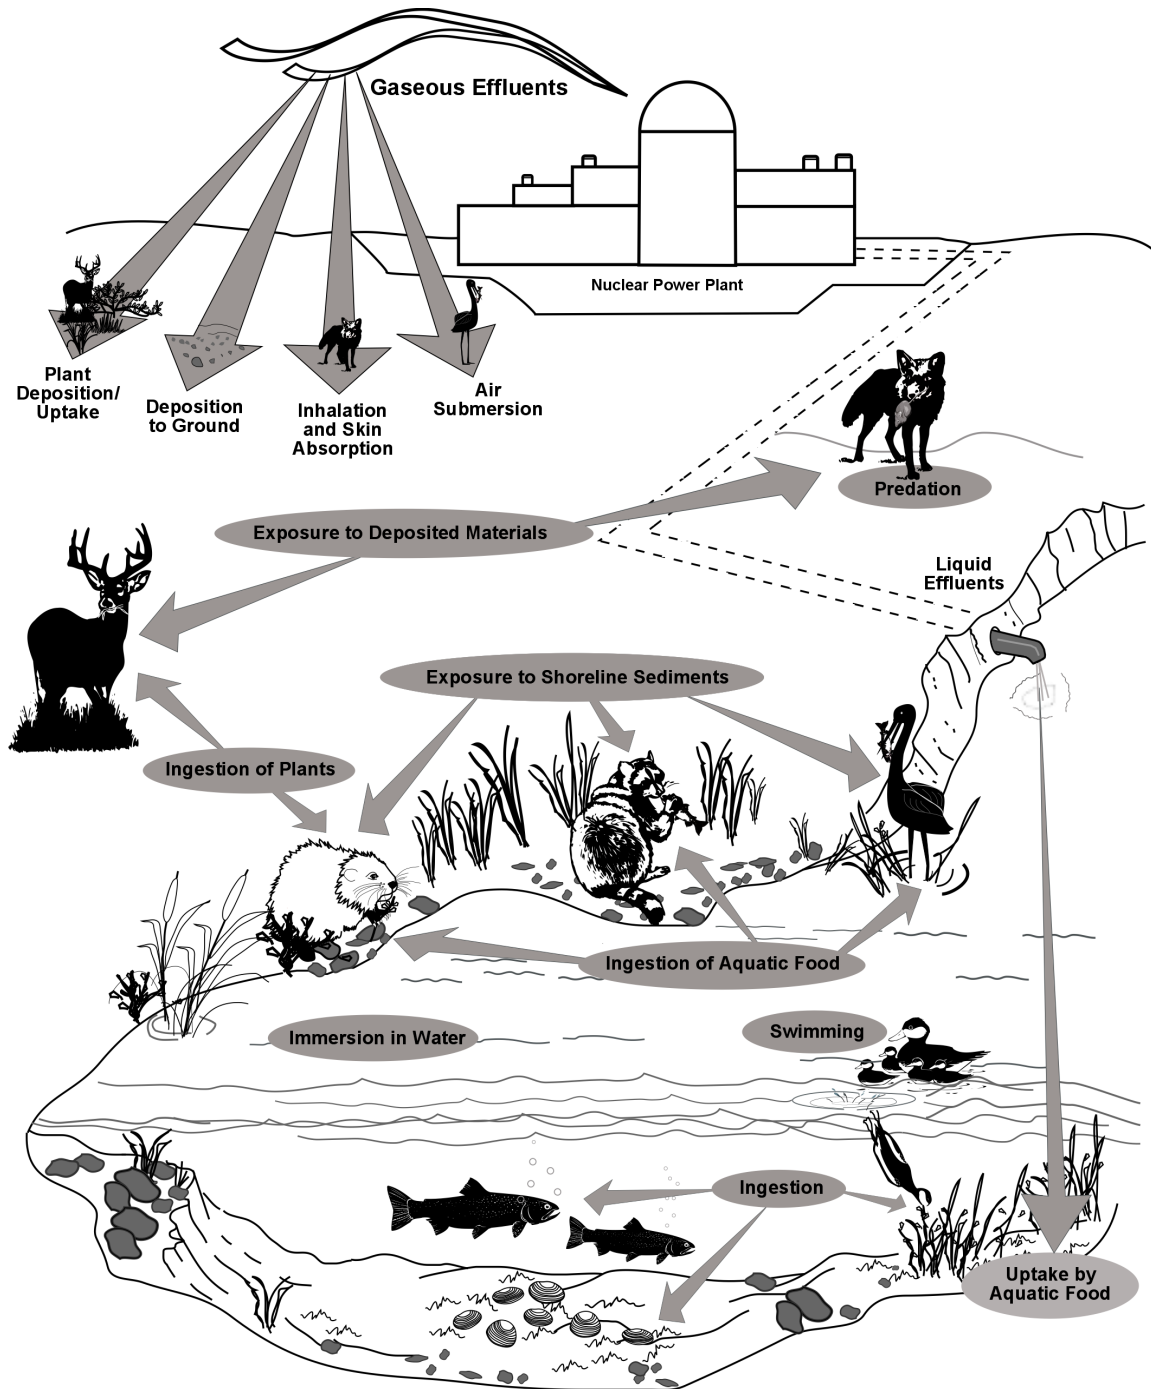 Gaseous Effluents
Nuclear Power Plant
Plant
Deposition/
Uptake
Deposition
to Ground
Inhalation
and Skin
Absorption
Air
Submersion
Predation
Exposure to Deposited Materials
Liquid
Effluents
Exposure to Shoreline Sediments
Ingestion of Plants
Ingestion of Aquatic Food
Immersion in Water
Swimming
Ingestion
Uptake by
Aquatic Food